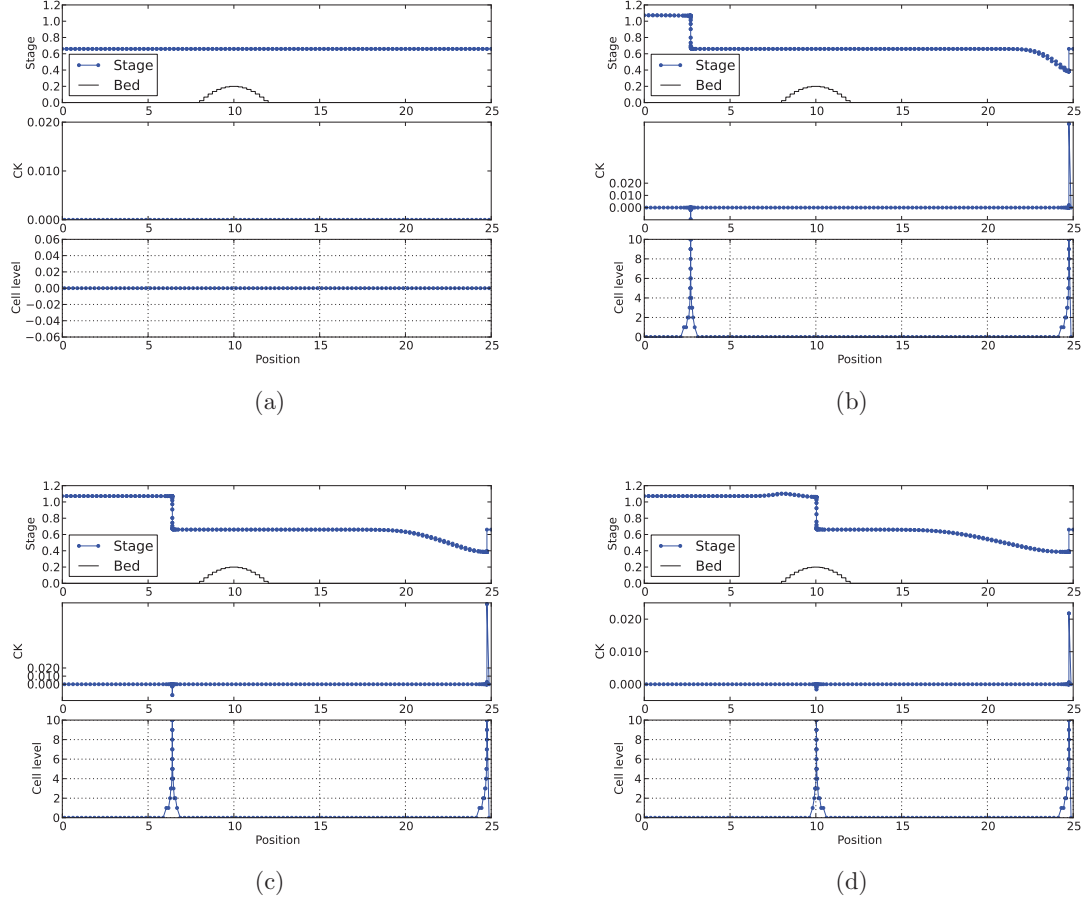 1.2
1.0
0.8
0.6
0.4
0.2
0.0
Stage
Stage
Bed
0 5 10 15 20 25
0.020
0.010
0.000
CK
0 5 10 15 20 25
0.06
0.04
0.02
0.00
−0.02
−0.04
−0.06
Cell level
0 5 10 15 20 25
Position
(a)
1.2
1.0
0.8
0.6
0.4
0.2
0.0
Stage
Stage
Bed
0 5 10 15 20 25
0.020
0.010
0.000
CK
0 5 10 15 20 25
10
8
6
4
2
0
Cell level
0 5 10 15 20 25
Position
(b)
1.2
1.0
0.8
0.6
0.4
0.2
0.0
Stage
Stage
Bed
0 5 10 15 20 25
0.020
0.010
0.000
CK
0 5 10 15 20 25
10
8
6
4
2
0
Cell level
0 5 10 15 20 25
Position
(c)
1.2
1.0
0.8
0.6
0.4
0.2
0.0
Stage
Stage
Bed
0 5 10 15 20 25
0.020
0.010
0.000
CK
0 5 10 15 20 25
10
8
6
4
2
0
Cell level
0 5 10 15 20 25
Position
(d)